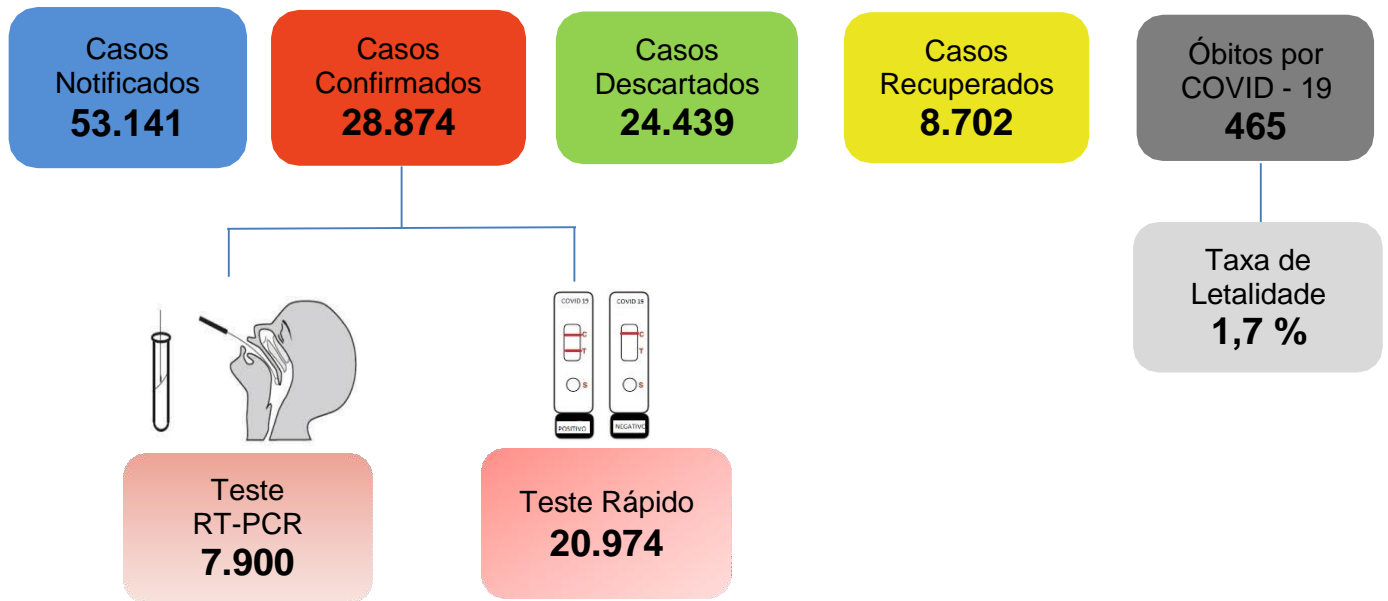 Casos
Notificados
53.141
Casos
Confirmados
28.874
Casos
Descartados
24.439
Casos
Recuperados
8.702
Óbitos por
COVID - 19
465
Taxa de
Letalidade
1,7 %
COVID 19
C
T
S
POSITIVO
COVID 19
C
T
S
NEGATIVO
Teste
RT-PCR
7.900
Teste Rápido
20.974